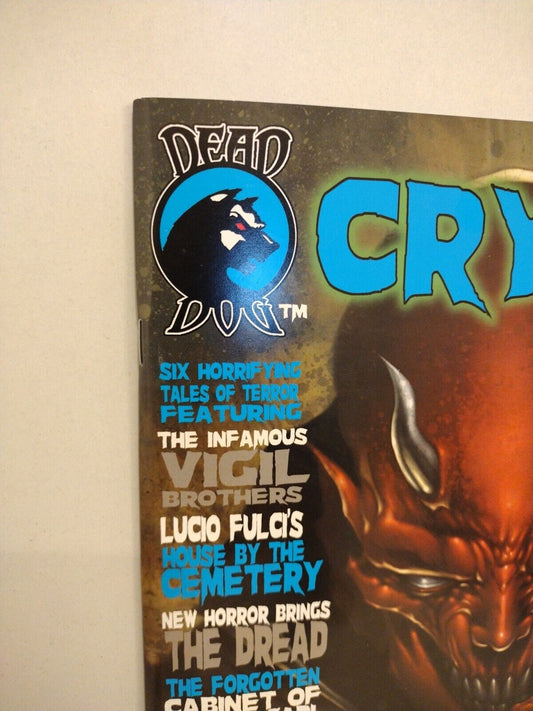 DEAD
DOG™
CRY
SIX HORRIFYING
TALES OF TERROR
FEATURING
THE INFAMOUS
VIGIL
BROTHERS
LUCIO FULCI'S
HOUSE BY THE
CEMETERY
NEW HORROR BRINGS
THE DREAD
THE FORGOTTEN
CABINET OF